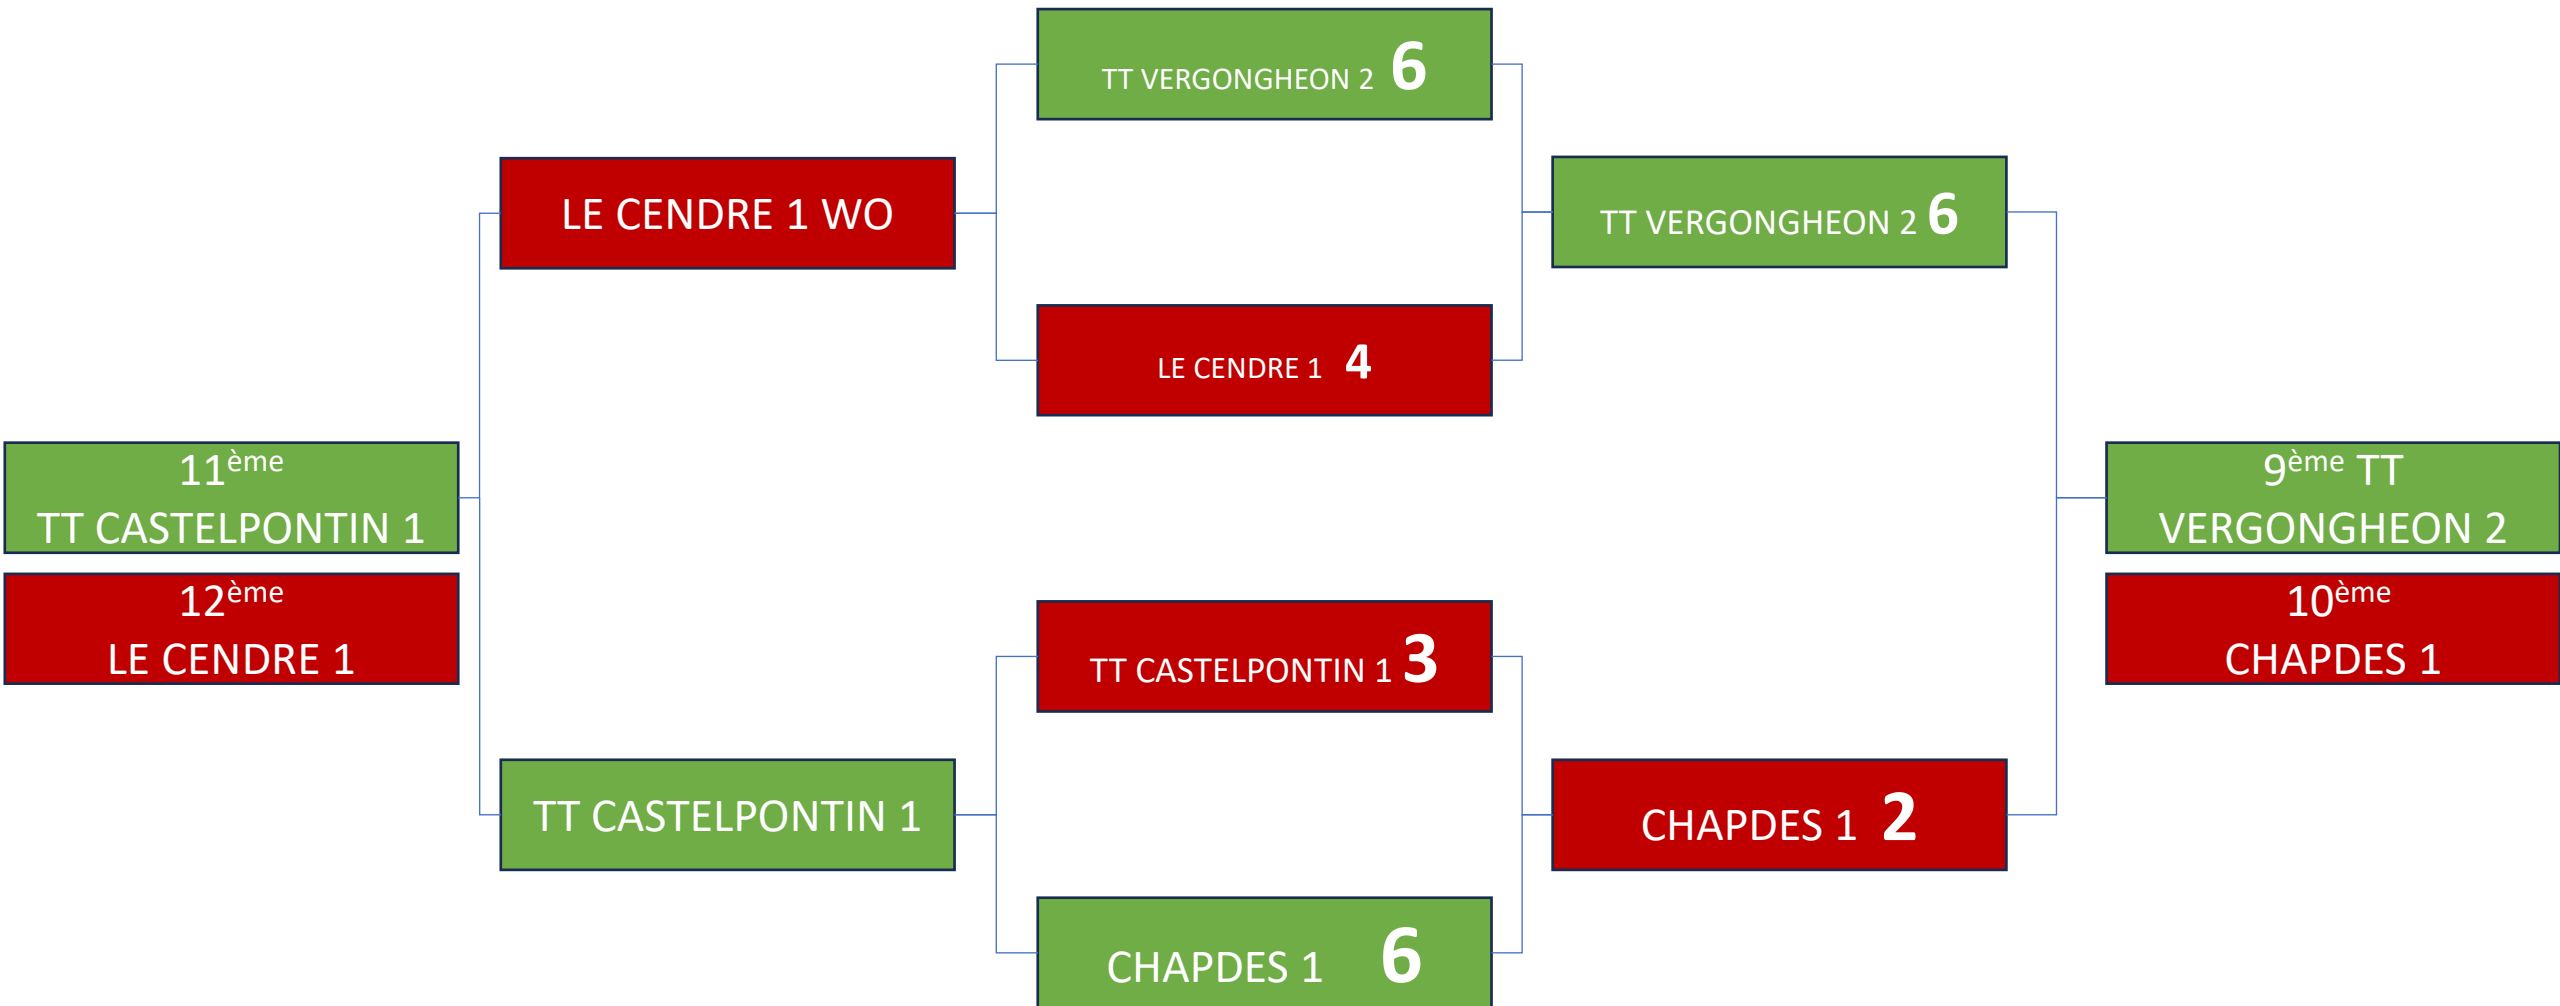 TT VERGONGHEON 2 6
LE CENDRE 1 WO
TT VERGONGHEON 2 6
LE CENDRE 1 4
11ème
TT CASTELPONTIN 1
9ème TT
VERGONGHEON 2
12ème
LE CENDRE 1
10ème
CHAPDES 1
TT CASTELPONTIN 1 3
TT CASTELPONTIN 1
CHAPDES 1 2
CHAPDES 1 6